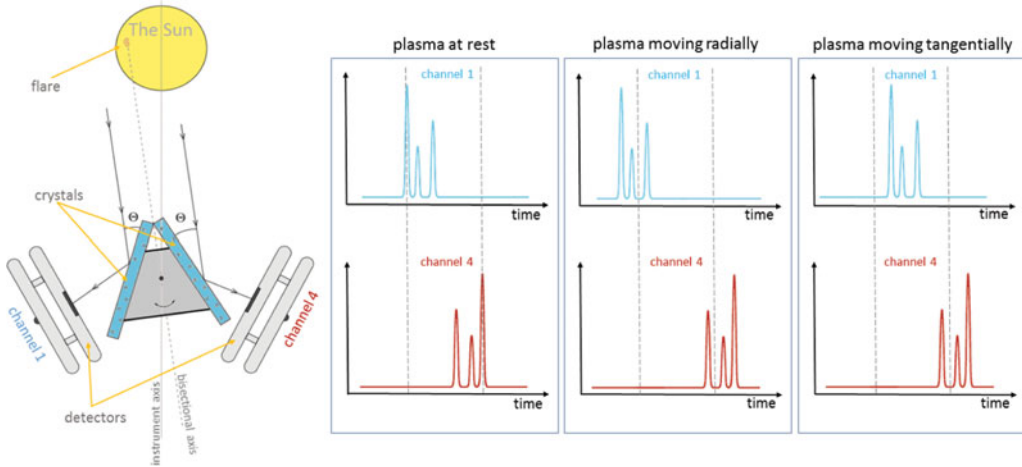 The Sun
flare
crystals
Θ
Θ
channel 1
channel 4
detectors
instrument axis
bisectional axis
plasma at rest
channel 1
time
channel 4
time
plasma moving radially
channel 1
time
channel 4
time
plasma moving tangentially
channel 1
time
channel 4
time